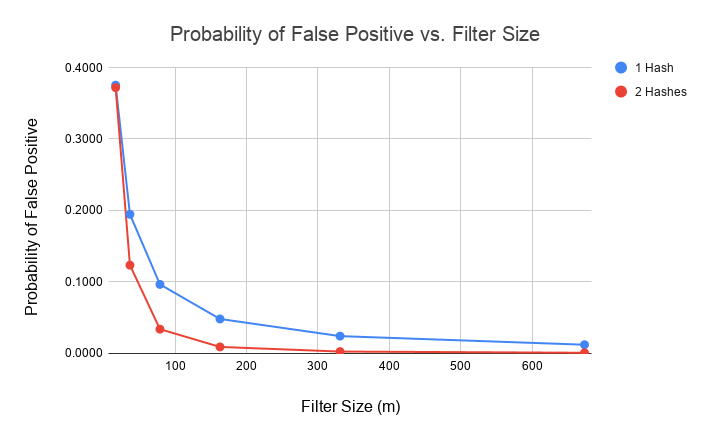 Probability of False Positive vs. Filter Size
1 Hash
2 Hashes
Probability of False Positive
0.4000
0.3000
0.2000
0.1000
0.0000
100 200 300 400 500 600
Filter Size (m)